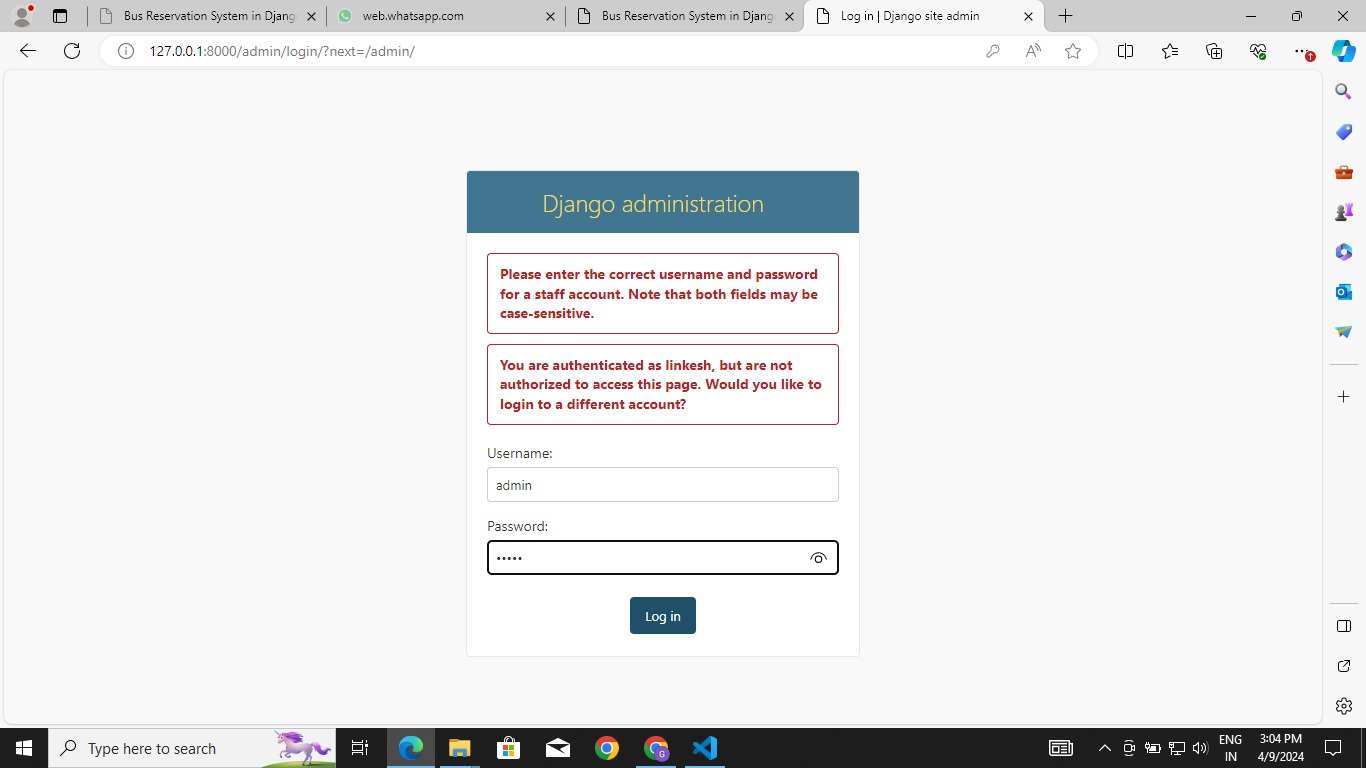 Bus Reservation System in Djang
web.whatsapp.com
Bus Reservation System in Djang
Log in | Django site admin
127.0.0.1:8000/admin/login/?next=/admin/
Django administration
Please enter the correct username and password
for a staff account. Note that both fields may be
case-sensitive.
You are authenticated as linkesh, but are not
authorized to access this page. Would you like to
login to a different account?
Username:
admin
Password:
•••••
Log in
Type here to search
ENG
IN
3:04 PM
4/9/2024